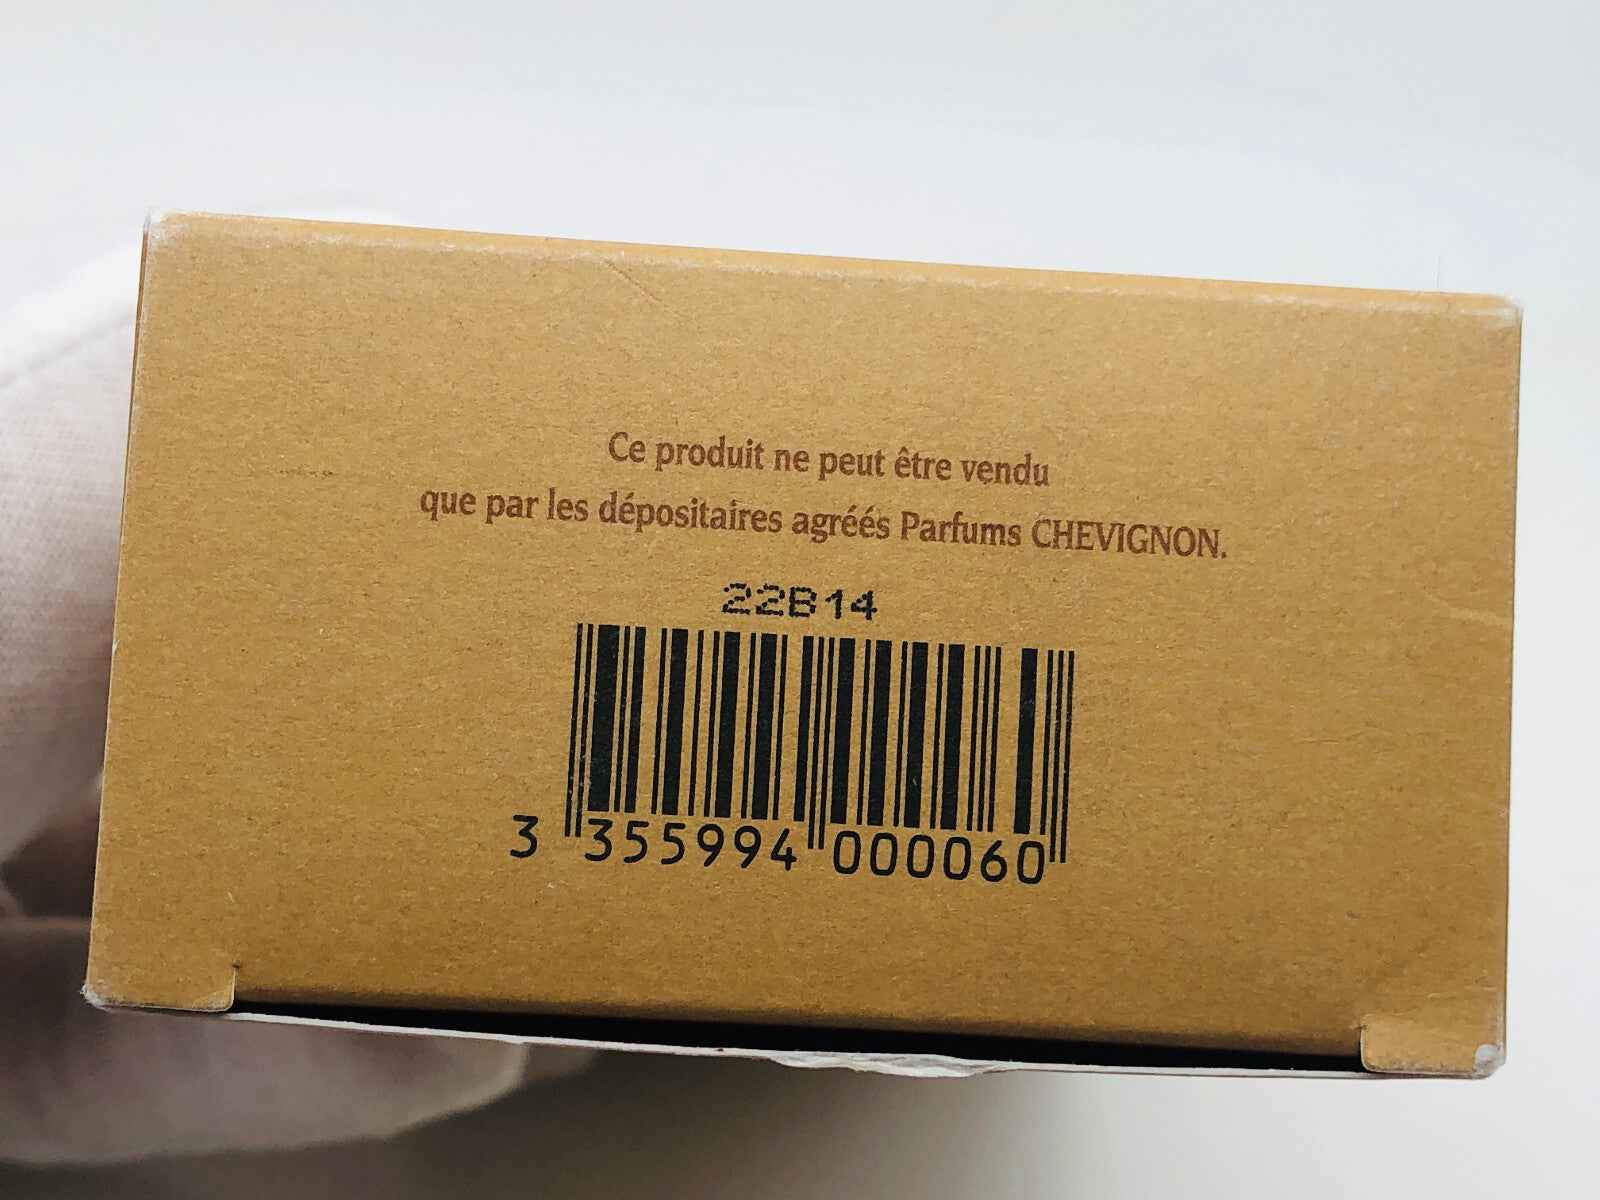 Ce produit ne peut être vendu
que par les dépositaires agréés Parfums CHEVIGNON.
22B14
3 355994 000060